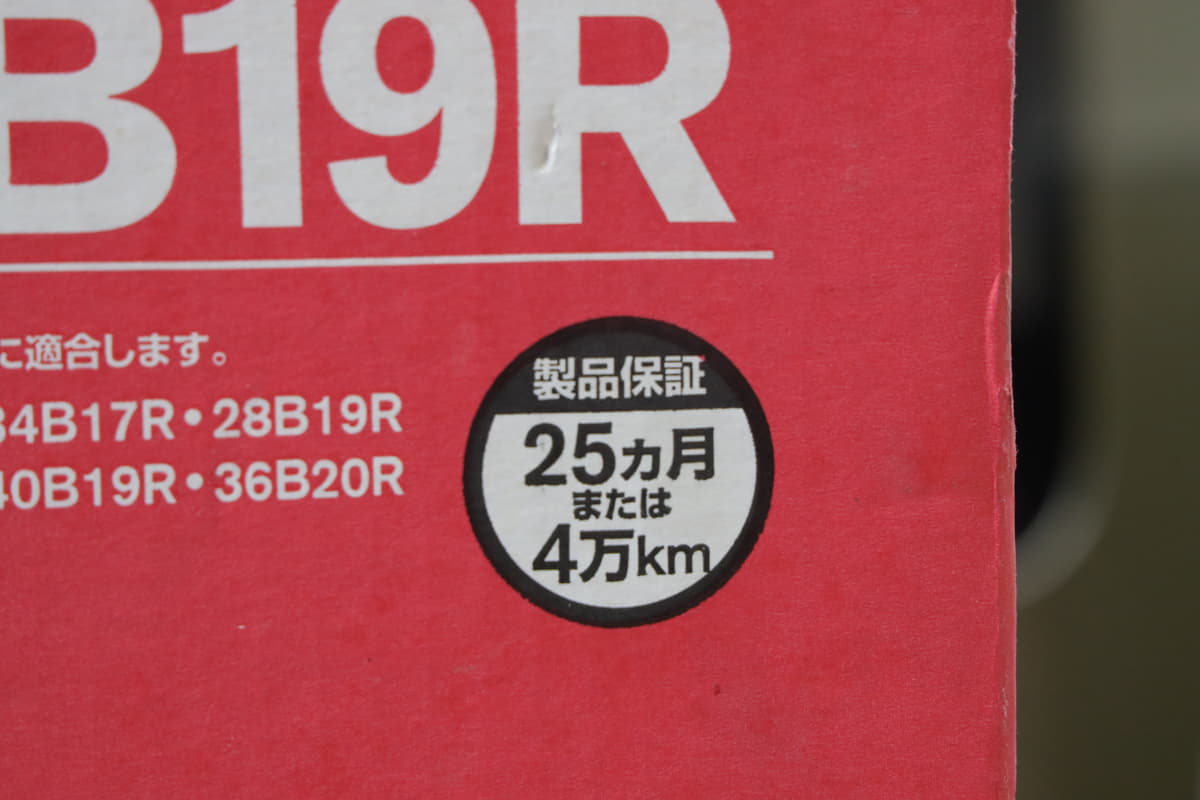 B19R
に適合します。
34B17R・28B19R
40B19R・36B20R
製品保証
25カ月
または
4万km